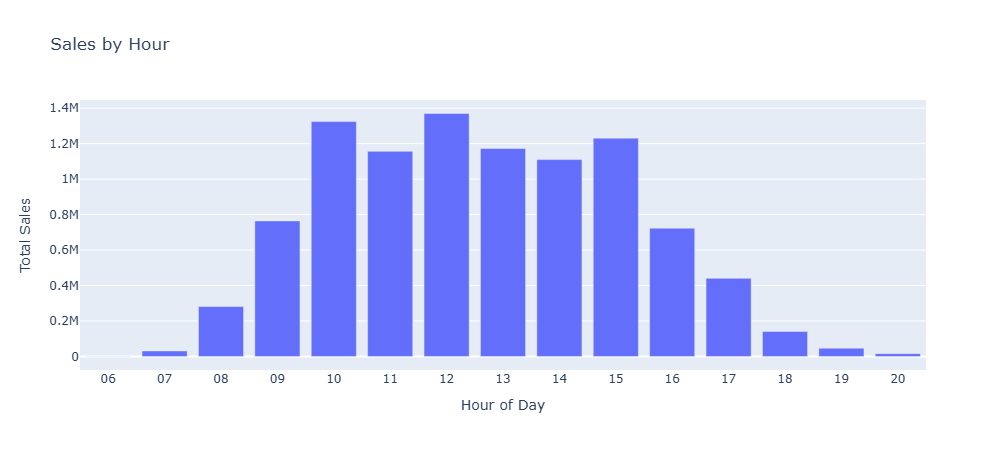 Sales by Hour
1.4M
1.2M
1M
0.8M
0.6M
0.4M
0.2M
0
Total Sales
06 07 08 09 10 11 12 13 14 15 16 17 18 19 20
Hour of Day